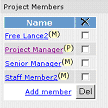 Project Members
Name X
Free Lance2(M)
Project Manager(P)
Senior Manager(M)
Staff Member2(M)
Add member Del